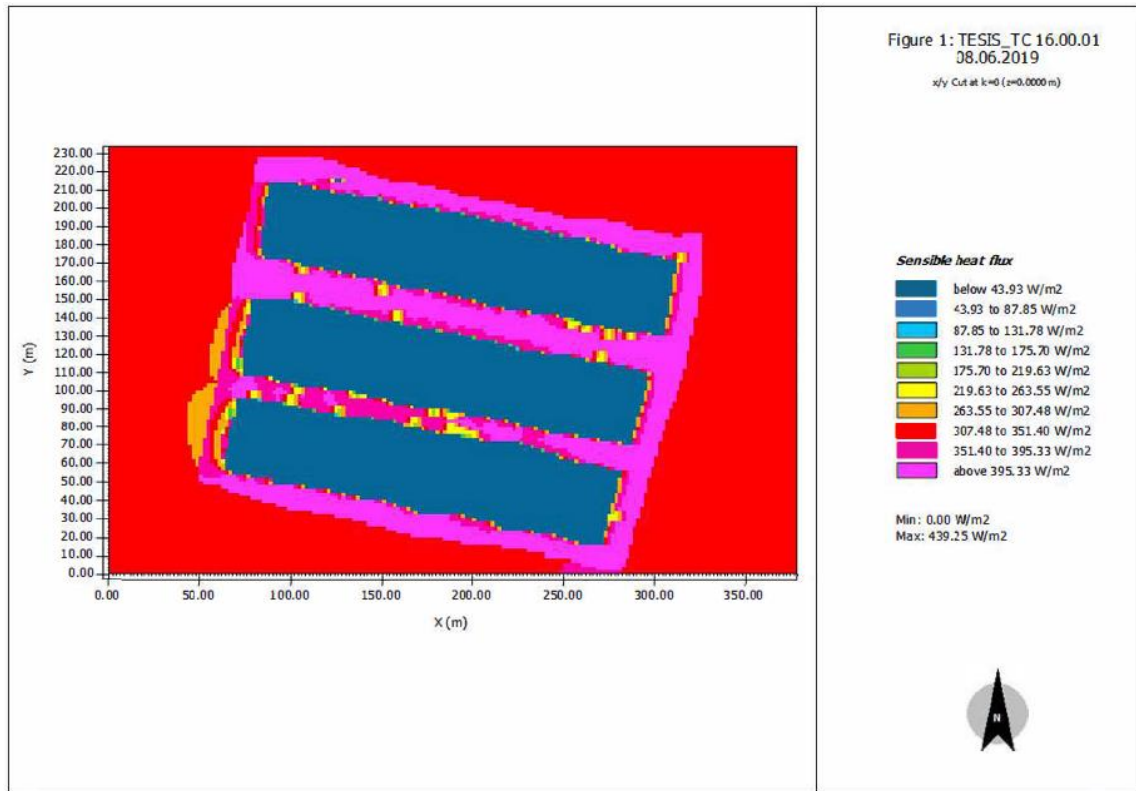 Figure 1: TESIS_TC 16.00.01
08.06.2019
x/y Cut at k=0 (z=0.0000 m)
230.00
220.00
210.00
200.00
190.00
180.00
170.00
160.00
150.00
140.00
130.00
120.00
110.00
100.00
90.00
80.00
70.00
60.00
50.00
40.00
30.00
20.00
10.00
0.00
Y (m)
0.00 50.00 100.00 150.00 200.00 250.00 300.00 350.00
X (m)
Sensible heat flux
below 43.93 W/m2
43.93 to 87.85 W/m2
87.85 to 131.78 W/m2
131.78 to 175.70 W/m2
175.70 to 219.63 W/m2
219.63 to 263.55 W/m2
263.55 to 307.48 W/m2
307.48 to 351.40 W/m2
351.40 to 395.33 W/m2
above 395.33 W/m2
Min: 0.00 W/m2
Max: 439.25 W/m2
N